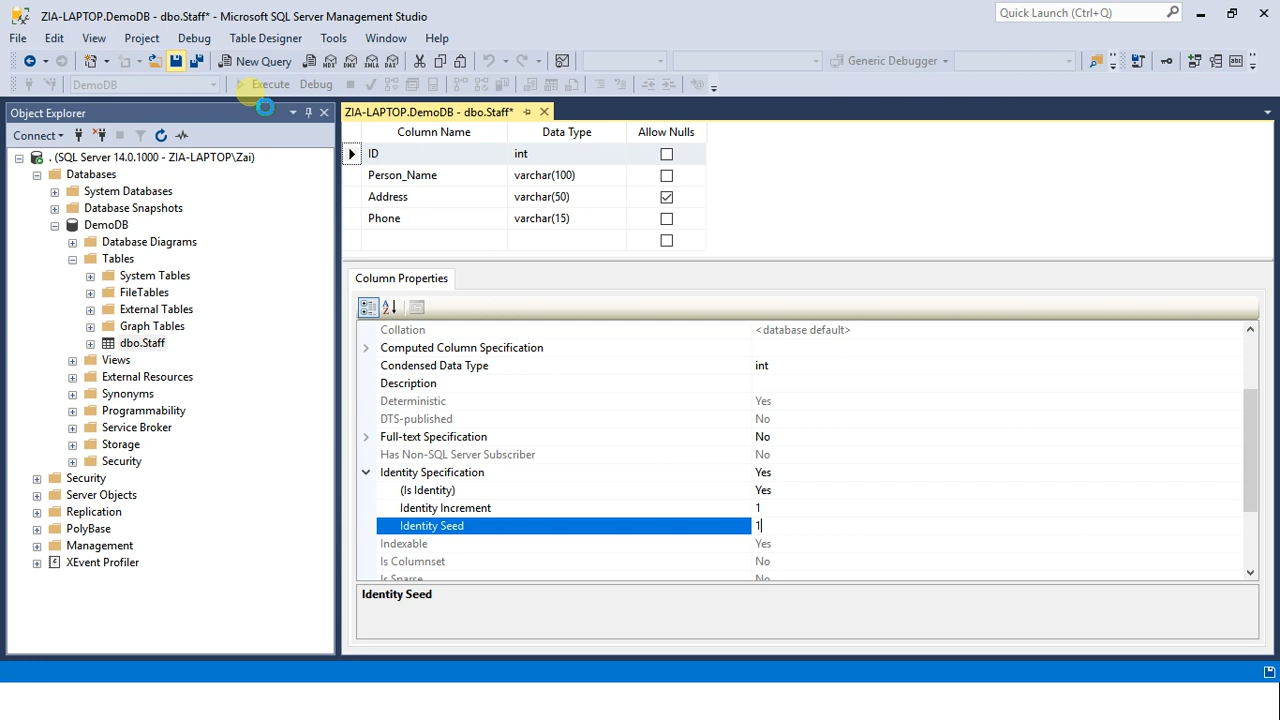 ZIA-LAPTOP.DemoDB - dbo.Staff* - Microsoft SQL Server Management Studio
Quick Launch (Ctrl+Q)
File Edit View Project Debug Table Designer Tools Window Help
New Query
Generic Debugger
DemoDB
Execute Debug
Object Explorer
Connect
. (SQL Server 14.0.1000 - ZIA-LAPTOP\Zai)
Databases
System Databases
Database Snapshots
DemoDB
Database Diagrams
Tables
System Tables
FileTables
External Tables
Graph Tables
dbo.Staff
Views
External Resources
Synonyms
Programmability
Service Broker
Storage
Security
Security
Server Objects
Replication
PolyBase
Management
XEvent Profiler
ZIA-LAPTOP.DemoDB - dbo.Staff*
Column Name Data Type Allow Nulls
ID int
Person_Name varchar(100)
Address varchar(50)
Phone varchar(15)
Column Properties
Collation <database default>
Computed Column Specification
Condensed Data Type int
Description
Deterministic Yes
DTS-published No
Full-text Specification No
Has Non-SQL Server Subscriber No
Identity Specification Yes
(Is Identity) Yes
Identity Increment 1
Identity Seed 1
Indexable Yes
Is Columnset No
Is Sparse No
Identity Seed